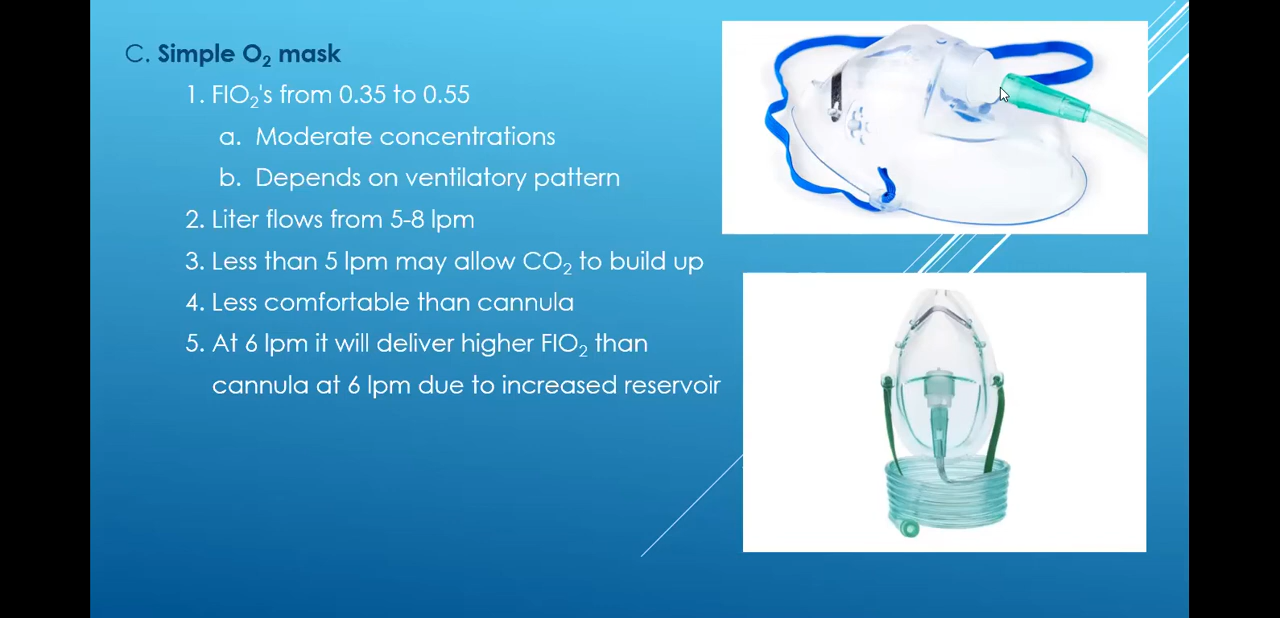 C. Simple O₂ mask
1. FIO₂'s from 0.35 to 0.55
a. Moderate concentrations
b. Depends on ventilatory pattern
2. Liter flows from 5-8 lpm
3. Less than 5 lpm may allow CO₂ to build up
4. Less comfortable than cannula
5. At 6 lpm it will deliver higher FIO₂ than
cannula at 6 lpm due to increased reservoir